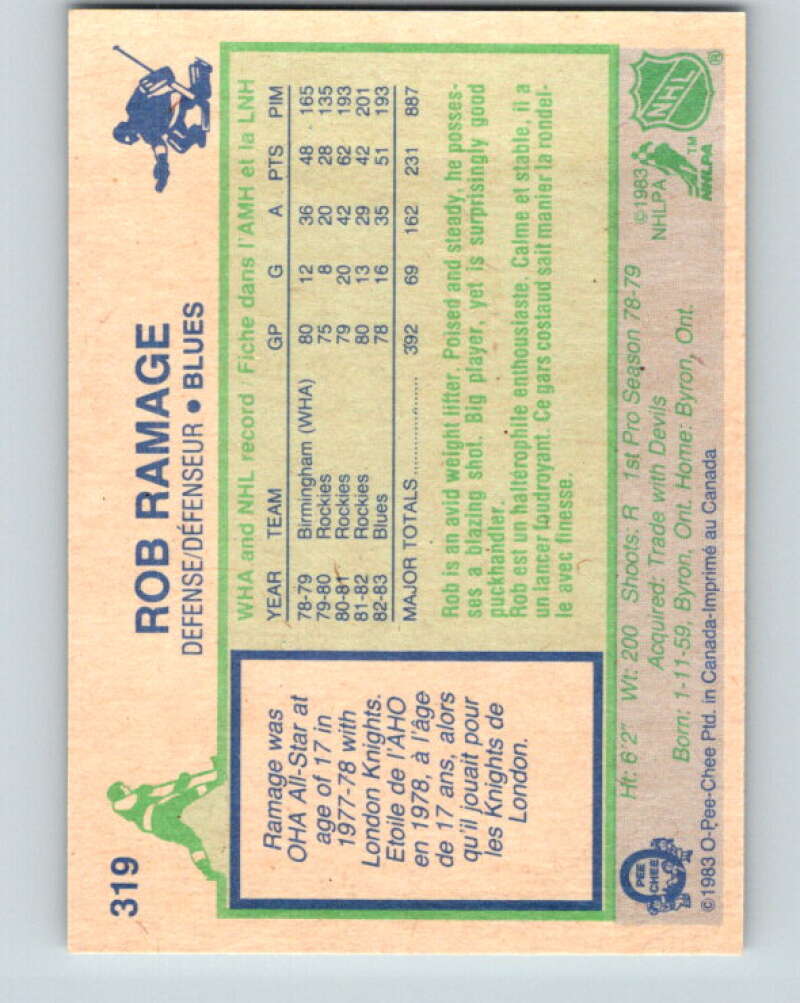 319
ROB RAMAGE
DEFENSE/DÉFENSEUR • BLUES
Ramage was
OHA All-Star at
age of 17 in
1977-78 with
London Knights.
Etoile de l'AHO
en 1978, à l'âge
de 17 ans, alors
qu'il jouait pour
les Knights de
London.
WHA and NHL record / Fiche dans l'AMH et la LNH
YEAR TEAM GP G A PTS PIM
78-79 Birmingham (WHA) 80 12 36 48 165
79-80 Rockies 75 8 20 28 135
80-81 Rockies 79 20 42 62 193
81-82 Rockies 80 13 29 42 201
82-83 Blues 78 16 35 51 193
MAJOR TOTALS .............. 392 69 162 231 887
Rob is an avid weight lifter. Poised and steady, he posses-
ses a blazing shot. Big player, yet is surprisingly good
puckhandler.
Rob est un haltérophile enthousiaste. Calme et stable, il a
un lancer foudroyant. Ce gars costaud sait manier la rondel-
le avec finesse.
Ht: 6'2" Wt: 200 Shoots: R 1st Pro Season 78-79
Acquired: Trade with Devils
Born: 1-11-59, Byron, Ont. Home: Byron, Ont.
©1983
NHLPA
TM
NHLPA
NHL
®
O
PEE
CHEE
©1983 O-Pee-Chee Ptd. in Canada-Imprimé au Canada